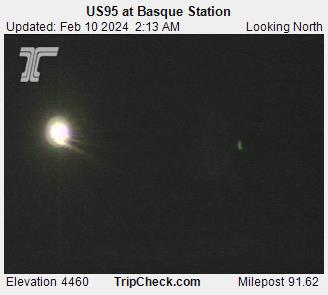 US95 at Basque Station
Updated: Feb 10 2024 2:13 AM Looking North
Elevation 4460 TripCheck.com Milepost 91.62